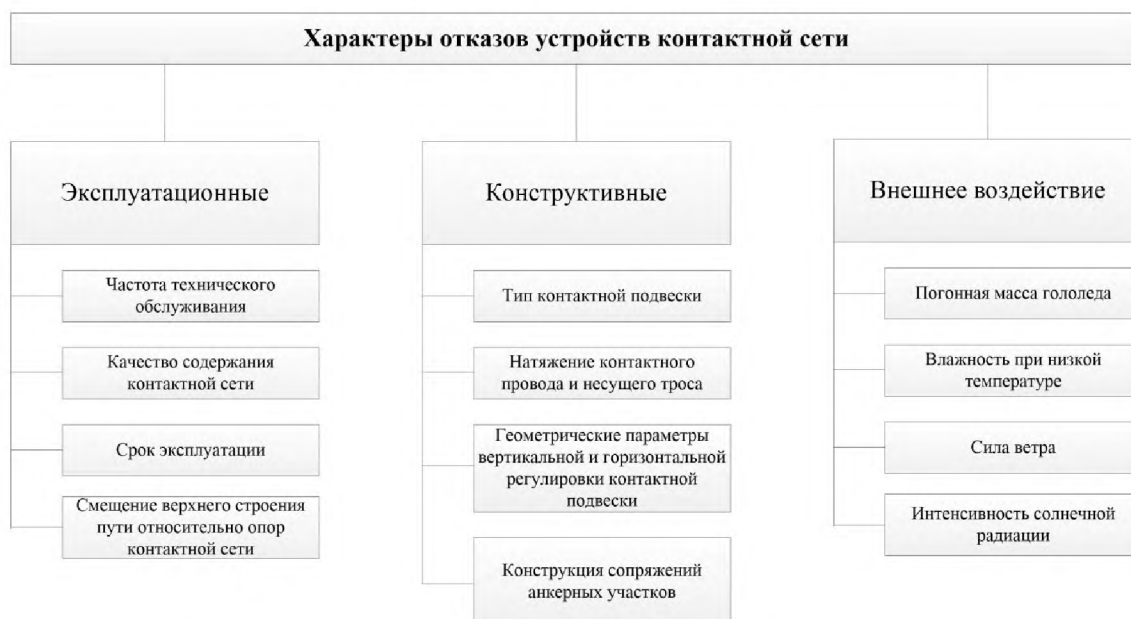 Характеры отказов устройств контактной сети
Эксплуатационные
Частота технического
обслуживания
Качество содержания
контактной сети
Срок эксплуатации
Смещение верхнего строения
пути относительно опор
контактной сети
Конструктивные
Тип контактной подвески
Натяжение контактного
провода и несущего троса
Геометрические параметры
вертикальной и горизонтальной
регулировки контактной
подвески
Конструкция сопряжений
анкерных участков
Внешнее воздействие
Погонная масса гололеда
Влажность при низкой
температуре
Сила ветра
Интенсивность солнечной
радиации